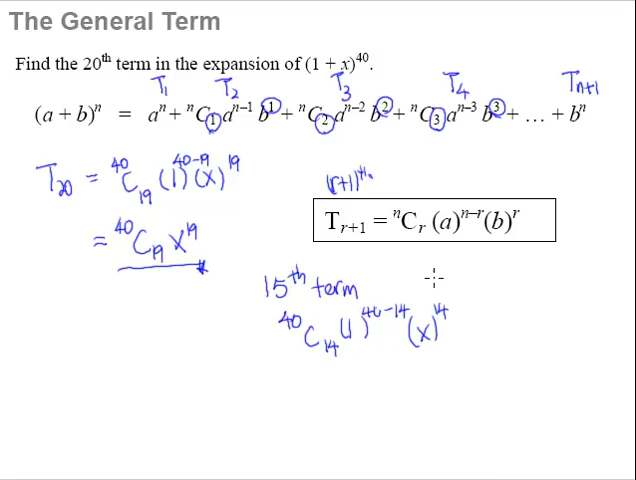 The General Term
Find the 20th term in the expansion of (1 + x)^40.
T₁ T₂ T₃ T₄ Tₙ₊₁
(a + b)ⁿ = aⁿ + ⁿC₁ aⁿ⁻¹ b¹ + ⁿC₂ aⁿ⁻² b² + ⁿC₃ aⁿ⁻³ b³ + … + bⁿ
T₂₀ = ⁴⁰C₁₉ (1)⁴⁰⁻¹⁹ (x)¹⁹
(r+1)th
= ⁴⁰C₁₉ x¹⁹
Tᵣ₊₁ = ⁿCᵣ (a)ⁿ⁻ʳ(b)ʳ
15th term
⁴⁰C₁₄ (1)⁴⁰⁻¹⁴ (x)¹⁴